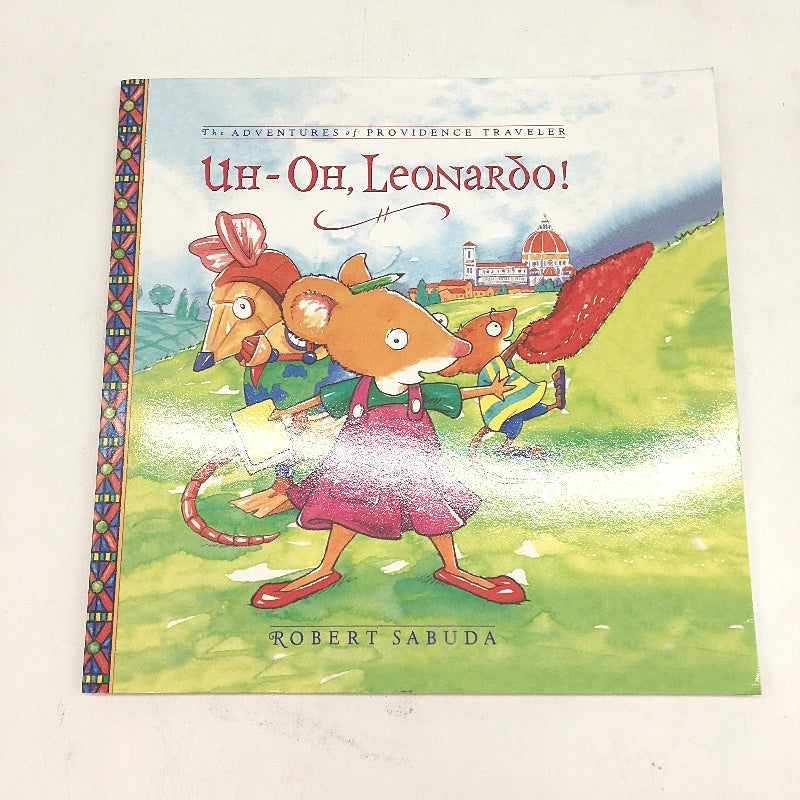 The ADVENTURES of PROVIDENCE TRAVELER
UH-OH, LEONARDO!
ROBERT SABUDA